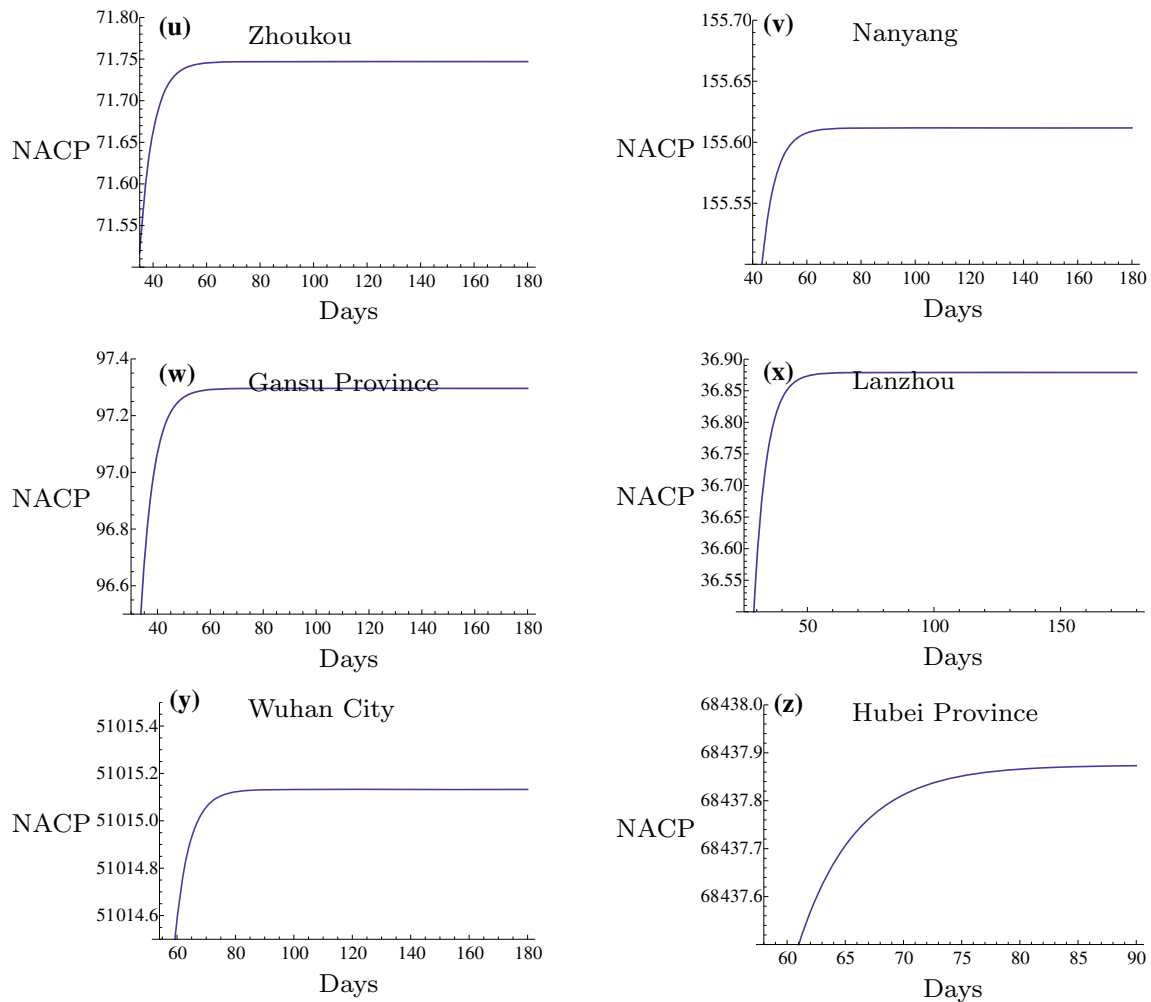 (u)
Zhoukou
71.80
71.75
71.70
NACP
71.65
71.60
71.55
40 60 80 100 120 140 160 180
Days
(v)
Nanyang
155.70
155.65
NACP
155.60
155.55
40 60 80 100 120 140 160 180
Days
(w)
Gansu Province
97.4
97.2
97.0
NACP
96.8
96.6
40 60 80 100 120 140 160 180
Days
(x)
Lanzhou
36.90
36.85
36.80
36.75
36.70
NACP
36.65
36.60
36.55
50 100 150
Days
(y)
Wuhan City
51015.4
51015.2
51015.0
NACP
51014.8
51014.6
60 80 100 120 140 160 180
Days
(z)
Hubei Province
68438.0
68437.9
68437.8
NACP
68437.7
68437.6
60 65 70 75 80 85 90
Days